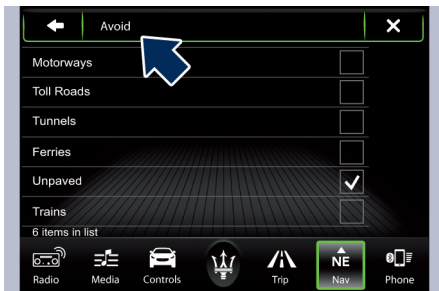 Avoid
Motorways
Toll Roads
Tunnels
Ferries
Unpaved
Trains
6 items in list
Radio
Media
Controls
Trip
NE
Nav
Phone